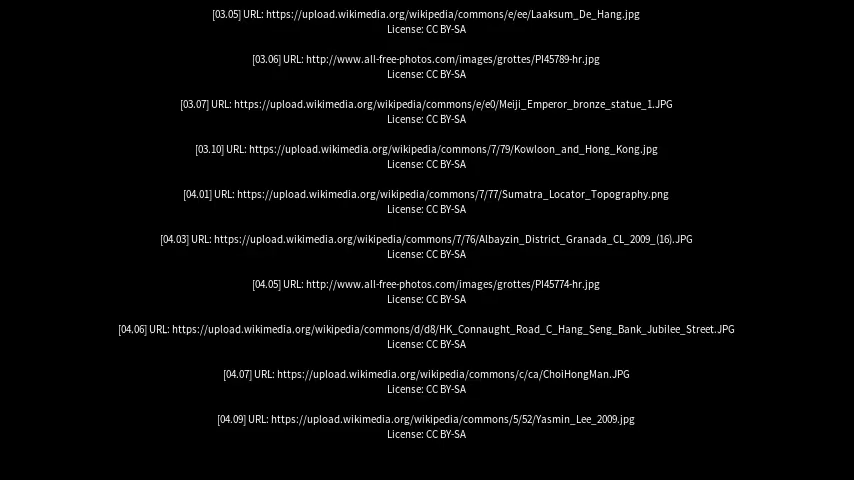 [03.05] URL: https://upload.wikimedia.org/wikipedia/commons/e/ee/Laaksum_De_Hang.jpg
License: CC BY-SA
[03.06] URL: http://www.all-free-photos.com/images/grottes/PI45789-hr.jpg
License: CC BY-SA
[03.07] URL: https://upload.wikimedia.org/wikipedia/commons/e/e0/Meiji_Emperor_bronze_statue_1.JPG
License: CC BY-SA
[03.10] URL: https://upload.wikimedia.org/wikipedia/commons/7/79/Kowloon_and_Hong_Kong.jpg
License: CC BY-SA
[04.01] URL: https://upload.wikimedia.org/wikipedia/commons/7/77/Sumatra_Locator_Topography.png
License: CC BY-SA
[04.03] URL: https://upload.wikimedia.org/wikipedia/commons/7/76/Albayzin_District_Granada_CL_2009_(16).JPG
License: CC BY-SA
[04.05] URL: http://www.all-free-photos.com/images/grottes/PI45774-hr.jpg
License: CC BY-SA
[04.06] URL: https://upload.wikimedia.org/wikipedia/commons/d/d8/HK_Connaught_Road_C_Hang_Seng_Bank_Jubilee_Street.JPG
License: CC BY-SA
[04.07] URL: https://upload.wikimedia.org/wikipedia/commons/c/ca/ChoiHongMan.JPG
License: CC BY-SA
[04.09] URL: https://upload.wikimedia.org/wikipedia/commons/5/52/Yasmin_Lee_2009.jpg
License: CC BY-SA